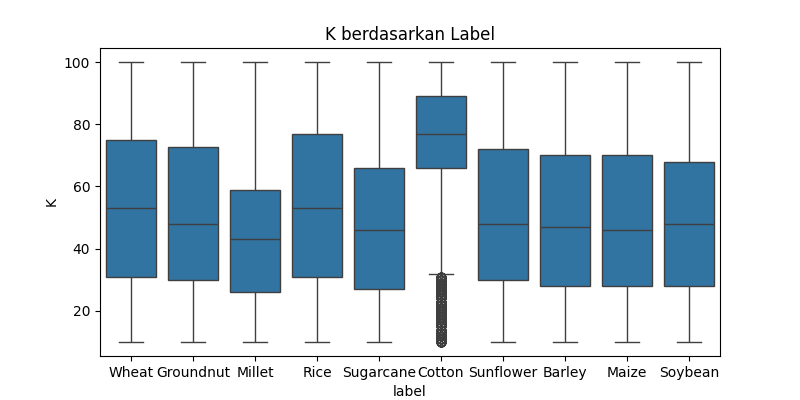 K berdasarkan Label
100
80
60
40
20
K
Wheat Groundnut Millet Rice Sugarcane Cotton Sunflower Barley Maize Soybean
label